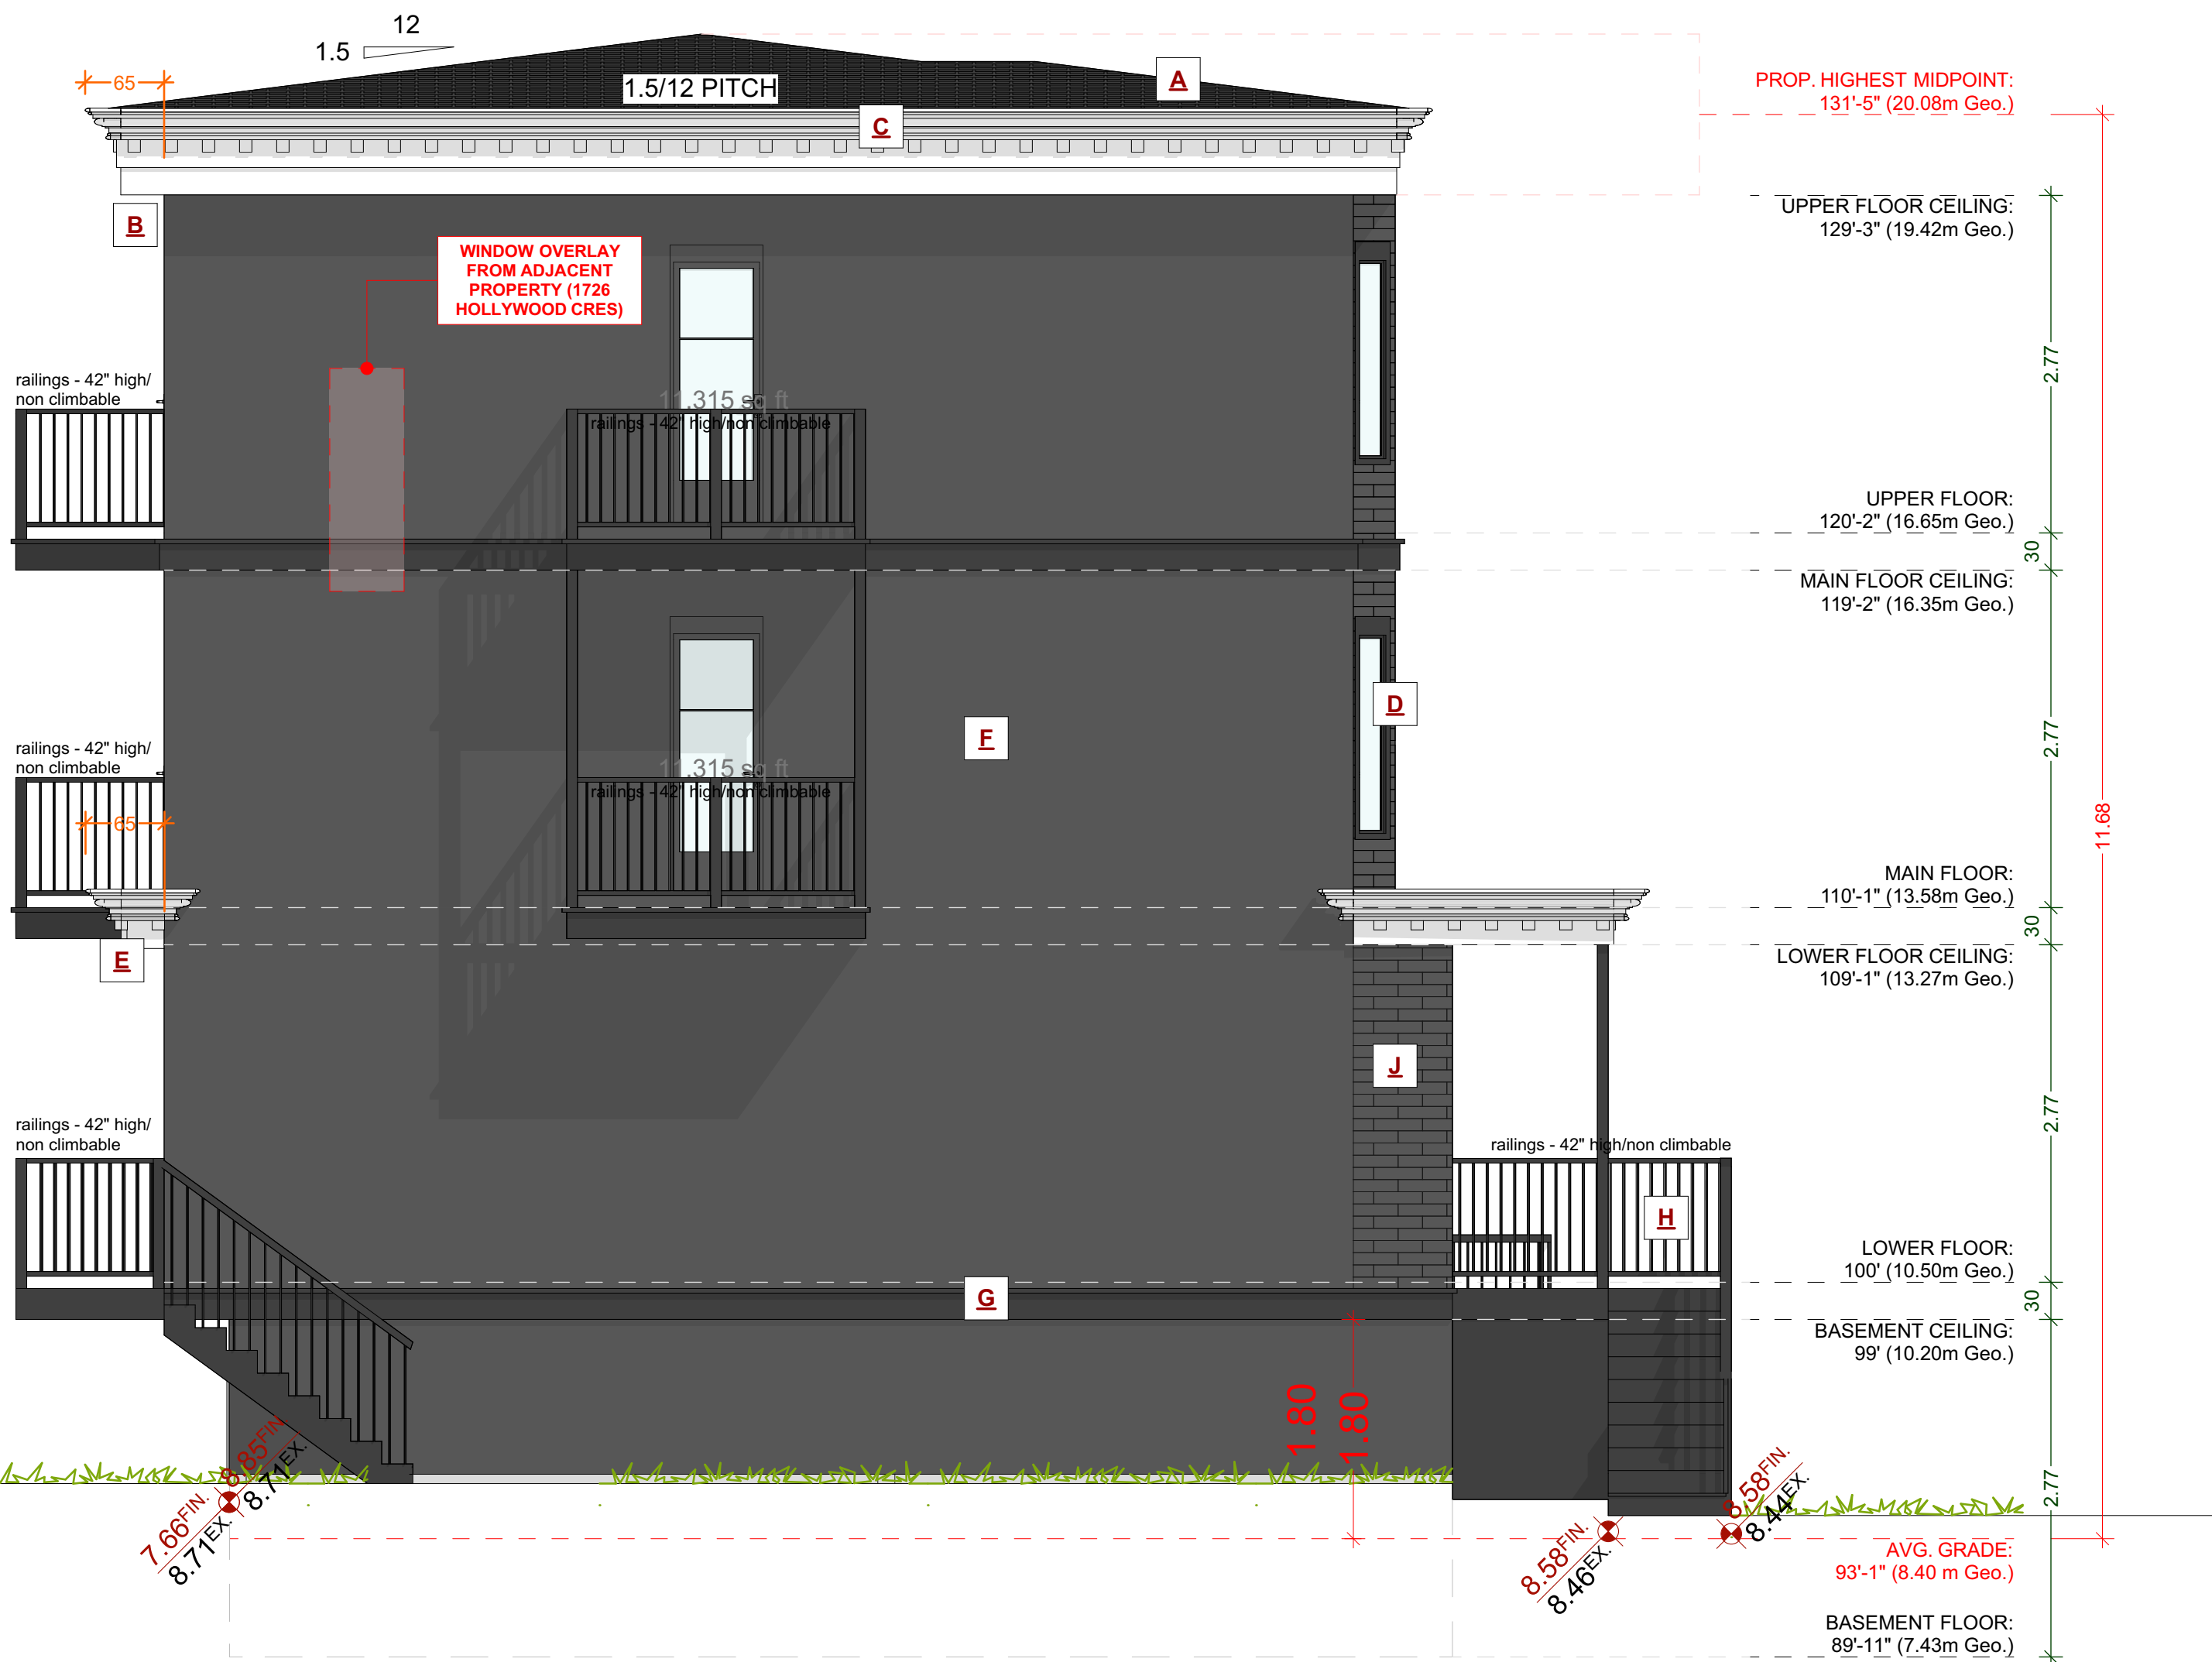 12
1.5
65
1.5/12 PITCH
A
C
B
WINDOW OVERLAY
FROM ADJACENT
PROPERTY (1726
HOLLYWOOD CRES)
PROP. HIGHEST MIDPOINT:
131'-5" (20.08m Geo.)
UPPER FLOOR CEILING:
129'-3" (19.42m Geo.)
2.77
railings - 42" high/
non climbable
11.315 sq ft
railings - 42" high/non climbable
UPPER FLOOR:
120'-2" (16.65m Geo.)
30
MAIN FLOOR CEILING:
119'-2" (16.35m Geo.)
D
F
2.77
railings - 42" high/
non climbable
11.315 sq ft
railings - 42" high/non climbable
65
11.68
MAIN FLOOR:
110'-1" (13.58m Geo.)
30
E
LOWER FLOOR CEILING:
109'-1" (13.27m Geo.)
J
2.77
railings - 42" high/
non climbable
railings - 42" high/non climbable
H
LOWER FLOOR:
100' (10.50m Geo.)
G
30
BASEMENT CEILING:
99' (10.20m Geo.)
1.80
1.80
2.77
8.85FIN.
8.71EX.
7.66FIN.
8.71EX.
8.58FIN.
8.44EX.
8.58FIN.
8.46EX.
AVG. GRADE:
93'-1" (8.40 m Geo.)
BASEMENT FLOOR:
89'-11" (7.43m Geo.)